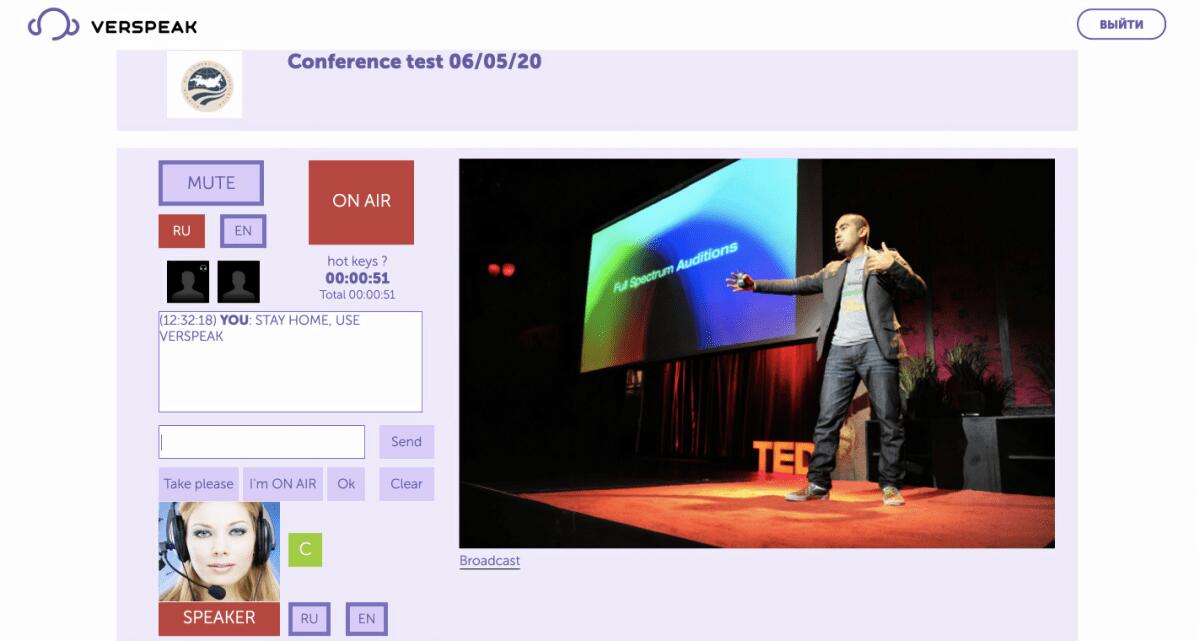 VERSPEAK
ВЫЙТИ
Conference test 06/05/20
MUTE
ON AIR
RU
EN
hot keys ?
00:00:51
Total 00:00:51
(12:32:18) YOU: STAY HOME, USE
VERSPEAK
Send
Take please
I'm ON AIR
Ok
Clear
C
SPEAKER
RU
EN
Full Spectrum Auditions
TED
Broadcast